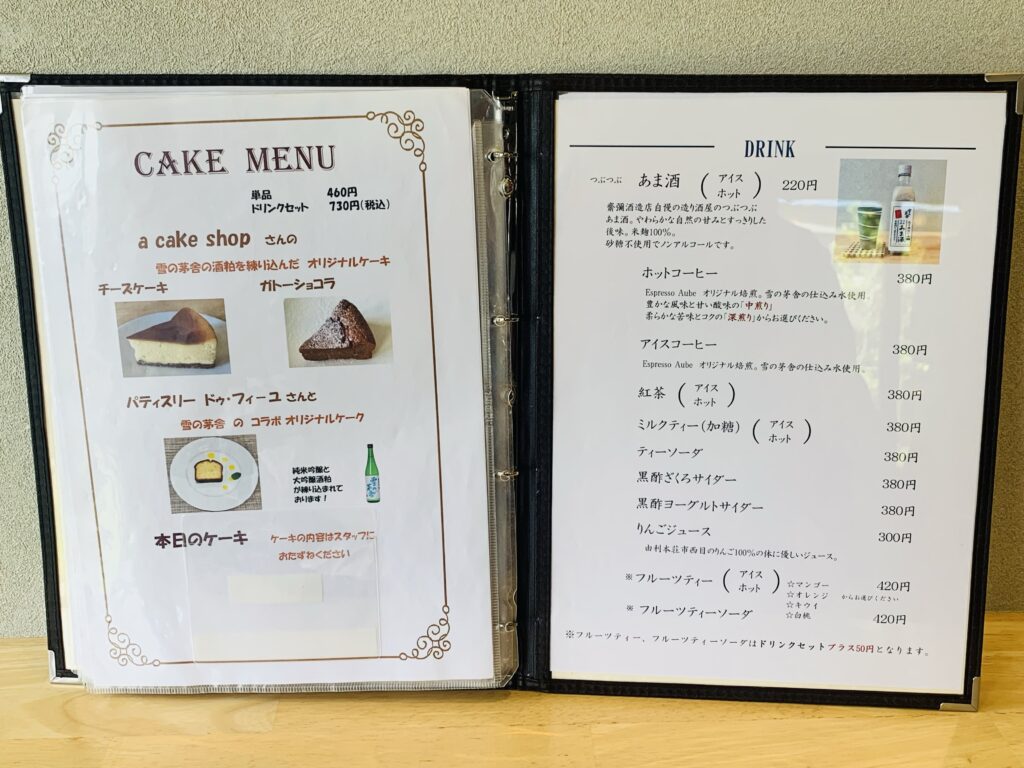 CAKE MENU
単品 460円
ドリンクセット 730円(税込)
a cake shop さんの
雪の茅舎の酒粕を練り込んだ オリジナルケーキ
チーズケーキ ガトーショコラ
パティスリー ドゥ・フィーユ さんと
雪の茅舎 の コラボ オリジナルケーク
純米吟醸と
大吟醸酒粕
が練り込まれて
おります!
本日のケーキ ケーキの内容はスタッフに
おたずねください
DRINK
つぶつぶ あま酒 (アイス ホット) 220円
齋彌酒造店自慢の造り酒屋のつぶつぶ
あま酒。やわらかな自然の甘みとすっきりした
後味。米麹100%。
砂糖不使用でノンアルコールです。
ホットコーヒー 380円
Espresso Aube オリジナル焙煎。雪の茅舎の仕込み水使用。
豊かな風味と甘い酸味の「中煎り」
柔らかな苦味とコクの「深煎り」からお選びください。
アイスコーヒー 380円
Espresso Aube オリジナル焙煎。雪の茅舎の仕込み水使用。
紅茶 (アイス ホット) 380円
ミルクティー(加糖) (アイス ホット) 380円
ティーソーダ 380円
黒酢ざくろサイダー 380円
黒酢ヨーグルトサイダー 380円
りんごジュース 300円
由利本荘市西目のりんご100%の体に優しいジュース。
※フルーツティー (アイス ホット) 420円
☆マンゴー
☆オレンジ からお選びください
☆キウイ
☆白桃
※フルーツティーソーダ 420円
※フルーツティー、フルーツティーソーダはドリンクセットプラス50円となります。